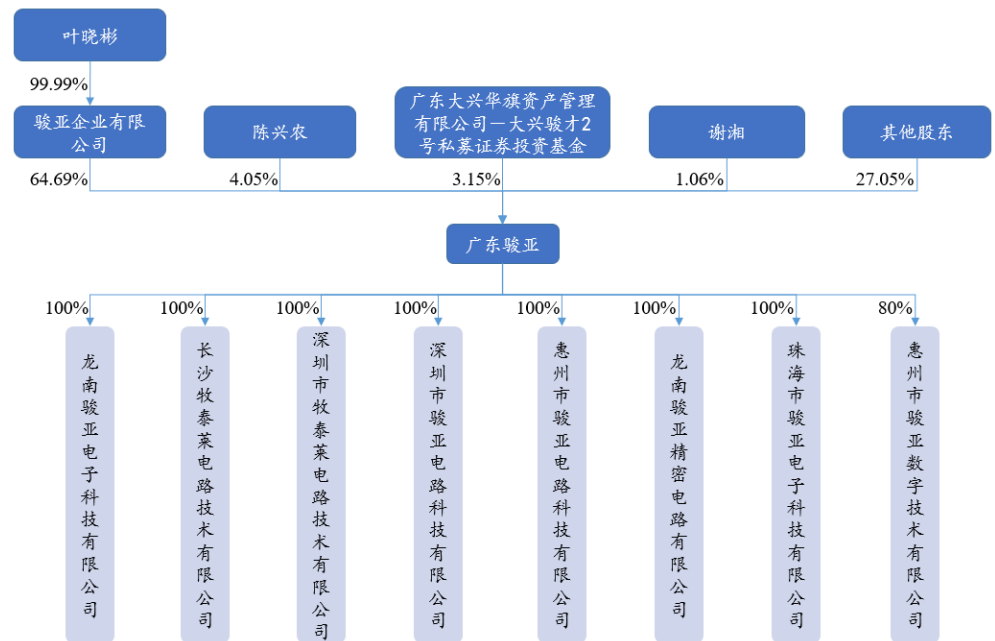 叶晓彬
99.99%
骏亚企业有限
公司
陈兴农
广东大兴华旗资产管理
有限公司－大兴骏才2
号私募证券投资基金
谢湘
其他股东
64.69%
4.05%
3.15%
1.06%
27.05%
广东骏亚
100%
100%
100%
100%
100%
100%
100%
80%
龙南骏亚电子科技有限公司
长沙牧泰莱电路技术有限公司
深圳市牧泰莱电路技术有限公司
深圳市骏亚电路科技有限公司
惠州市骏亚电路科技有限公司
龙南骏亚精密电路有限公司
珠海市骏亚电子科技有限公司
惠州市骏亚数字技术有限公司